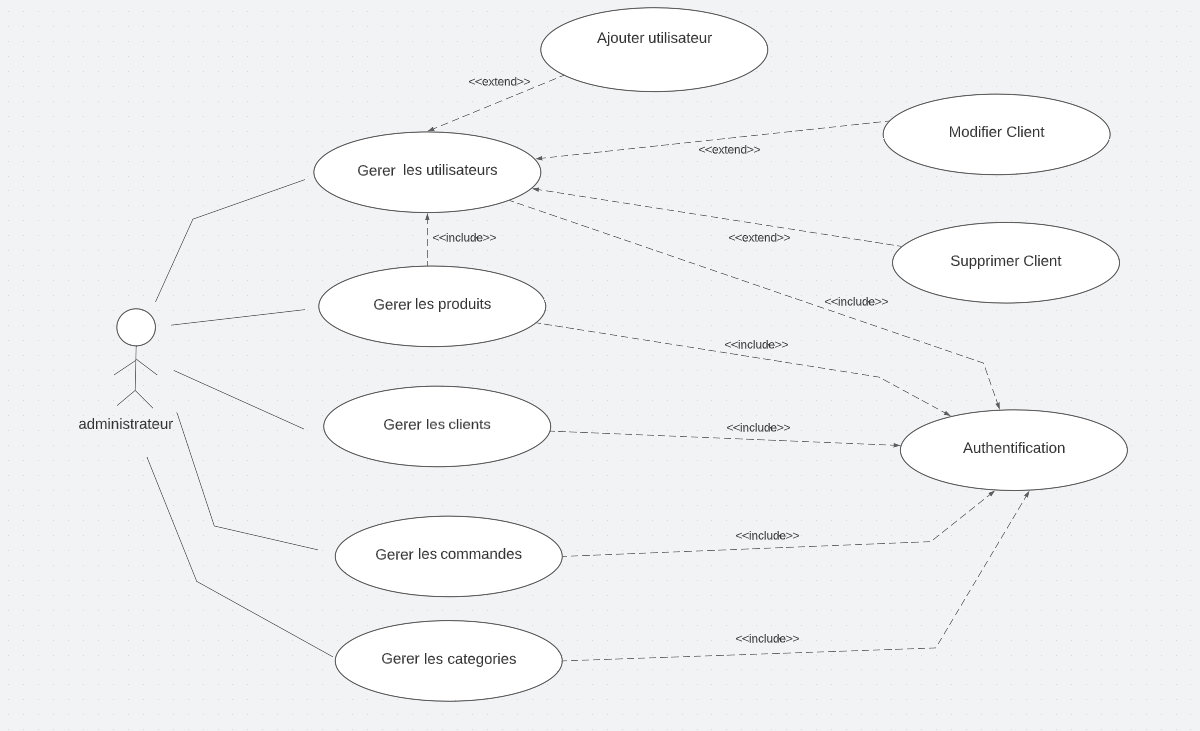 Ajouter utilisateur
<<extend>>
Modifier Client
<<extend>>
Gerer les utilisateurs
<<include>>
<<extend>>
Supprimer Client
Gerer les produits
<<include>>
<<include>>
administrateur
Gerer les clients
<<include>>
Authentification
<<include>>
Gerer les commandes
<<include>>
Gerer les categories